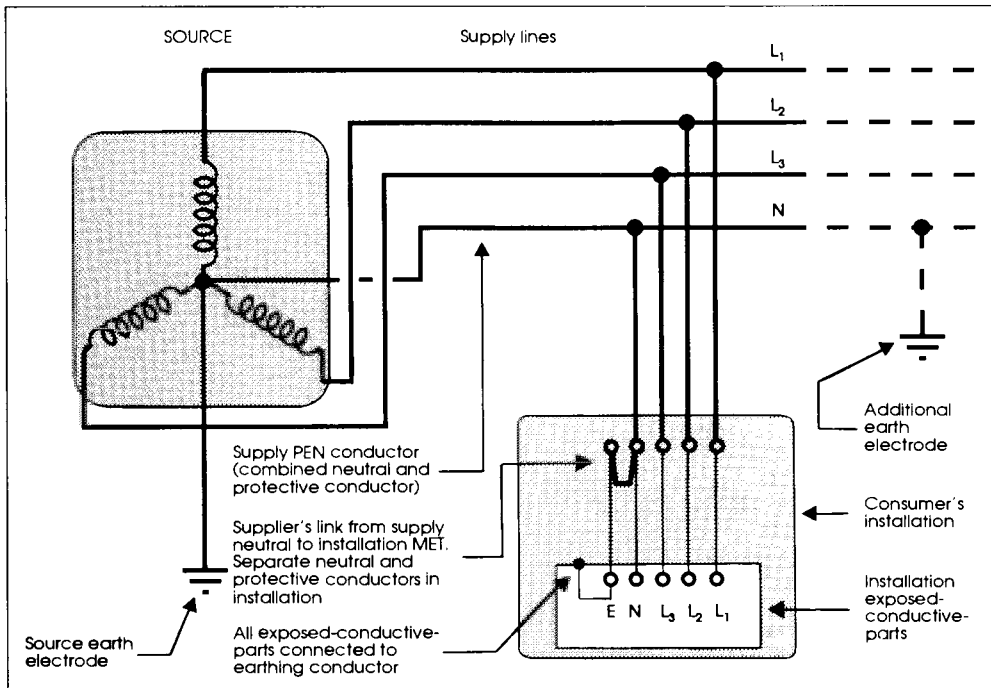 SOURCE
Supply lines
L1
L2
L3
N
Supply PEN conductor
(combined neutral and
protective conductor)
Supplier's link from supply
neutral to installation MET.
Separate neutral and
protective conductors in
installation
Source earth
electrode
All exposed-conductive-
parts connected to
earthing conductor
E N L3 L2 L1
Additional
earth
electrode
Consumer's
installation
Installation
exposed-
conductive-
parts